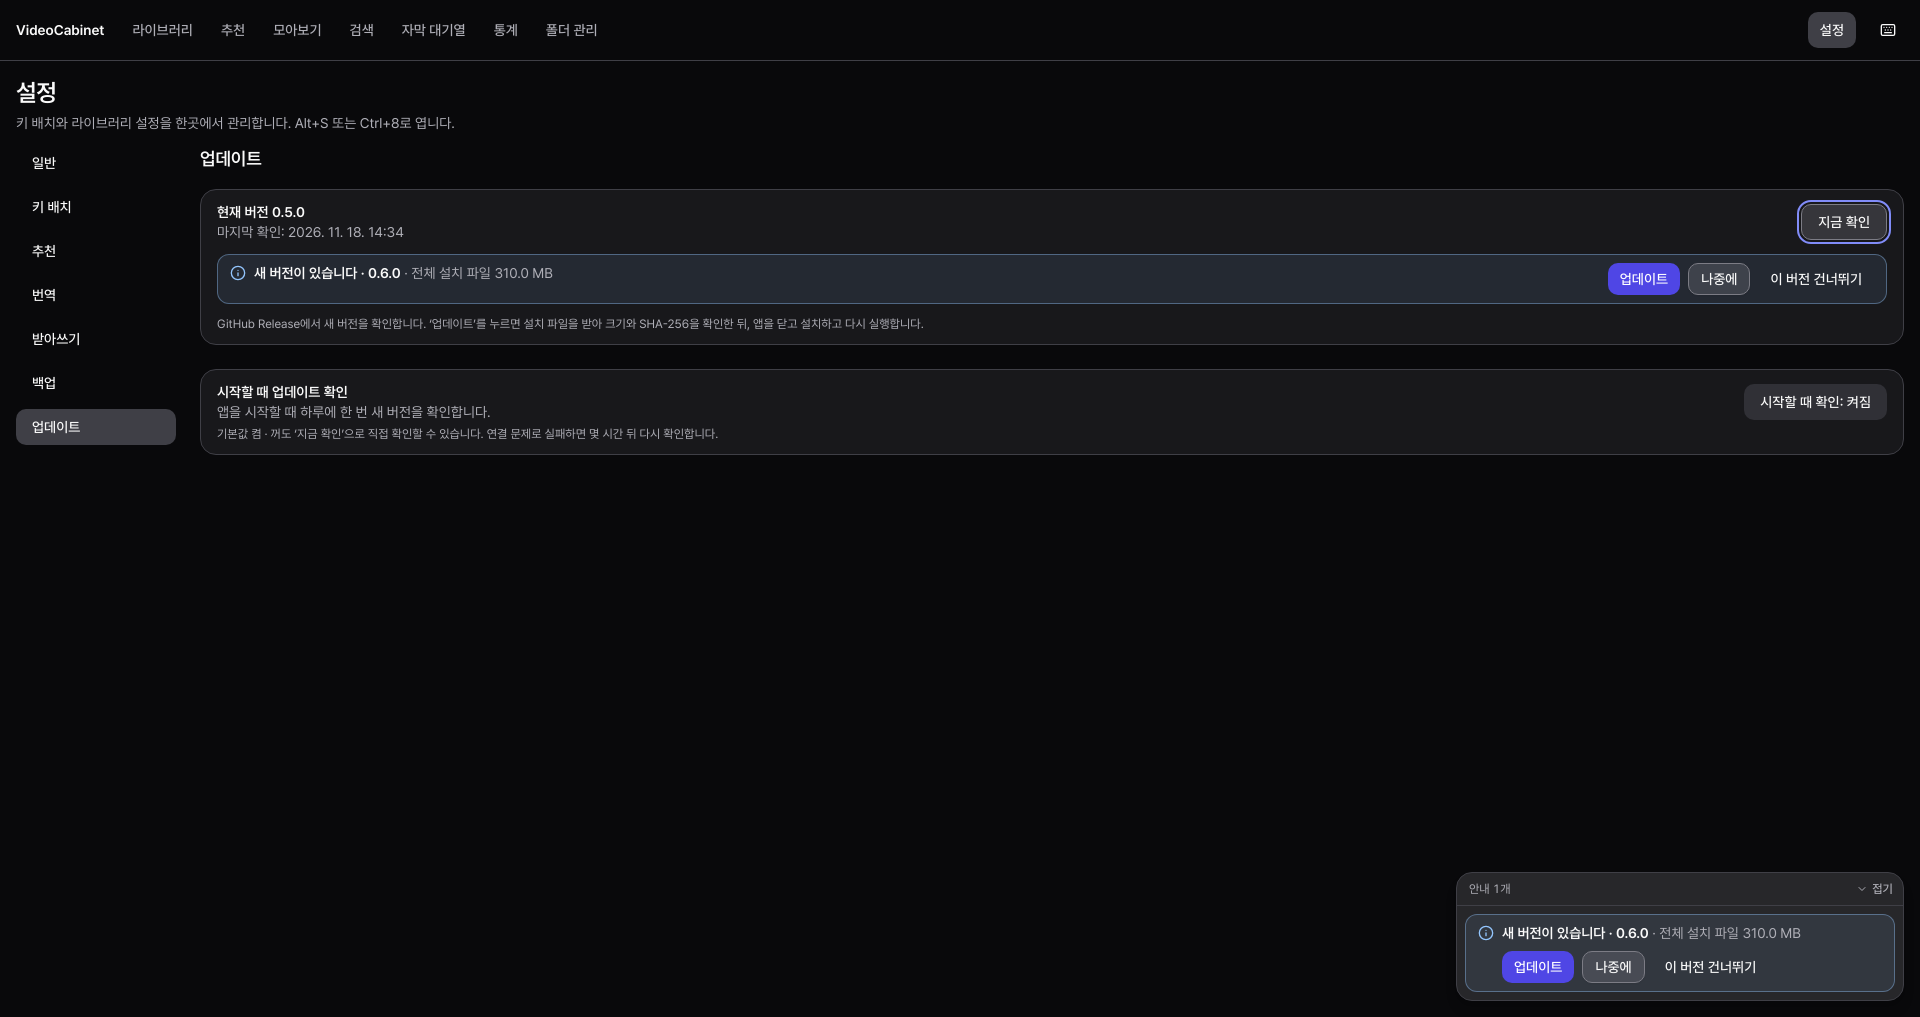 VideoCabinet 라이브러리 추천 모아보기 검색 자막 대기열 통계 폴더 관리 설정
설정
키 배치와 라이브러리 설정을 한곳에서 관리합니다. Alt+S 또는 Ctrl+8로 엽니다.
일반
키 배치
추천
번역
받아쓰기
백업
업데이트
업데이트
현재 버전 0.5.0
마지막 확인: 2026. 11. 18. 14:34
지금 확인
새 버전이 있습니다 · 0.6.0 · 전체 설치 파일 310.0 MB
업데이트 나중에 이 버전 건너뛰기
GitHub Release에서 새 버전을 확인합니다. ‘업데이트’를 누르면 설치 파일을 받아 크기와 SHA-256을 확인한 뒤, 앱을 닫고 설치하고 다시 실행합니다.
시작할 때 업데이트 확인
앱을 시작할 때 하루에 한 번 새 버전을 확인합니다.
기본값 켬 · 꺼도 ‘지금 확인’으로 직접 확인할 수 있습니다. 연결 문제로 실패하면 몇 시간 뒤 다시 확인합니다.
시작할 때 확인: 켜짐
안내 1개 접기
새 버전이 있습니다 · 0.6.0 · 전체 설치 파일 310.0 MB
업데이트 나중에 이 버전 건너뛰기